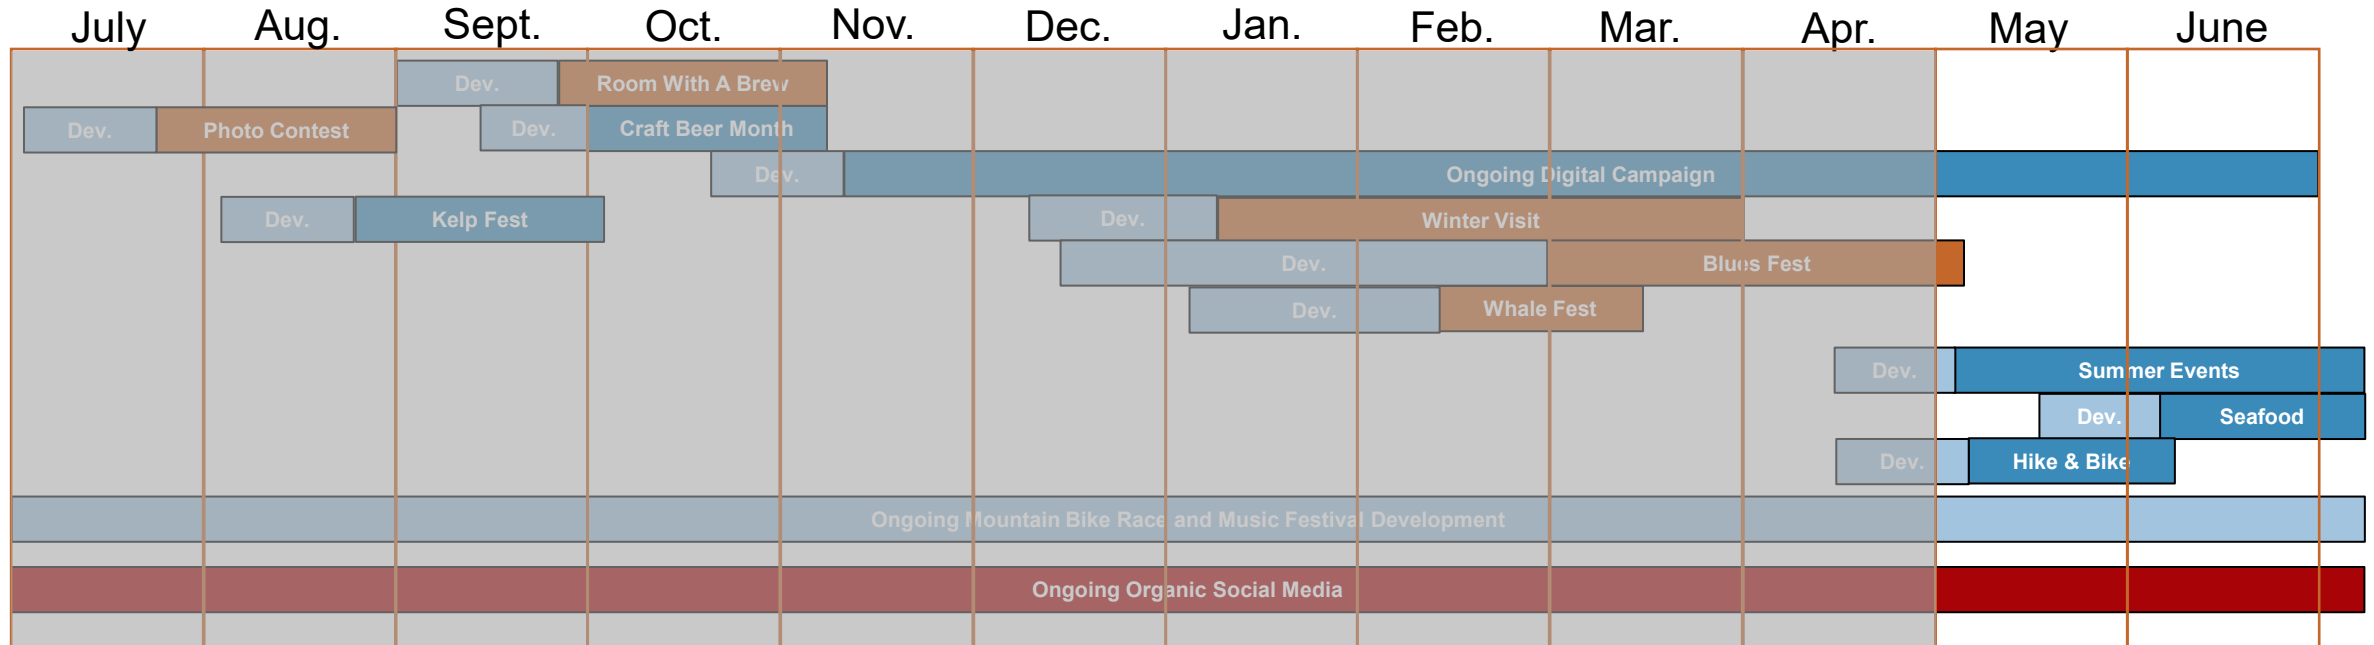 July Aug. Sept. Oct. Nov. Dec. Jan. Feb. Mar. Apr. May June
Dev. Room With A Brew
Dev. Photo Contest Dev. Craft Beer Month
Dev. Ongoing Digital Campaign
Dev. Kelp Fest Dev. Winter Visit
Dev. Blues Fest
Dev. Whale Fest
Dev. Summer Events
Dev. Seafood
Dev. Hike & Bike
Ongoing Mountain Bike Race and Music Festival Development
Ongoing Organic Social Media